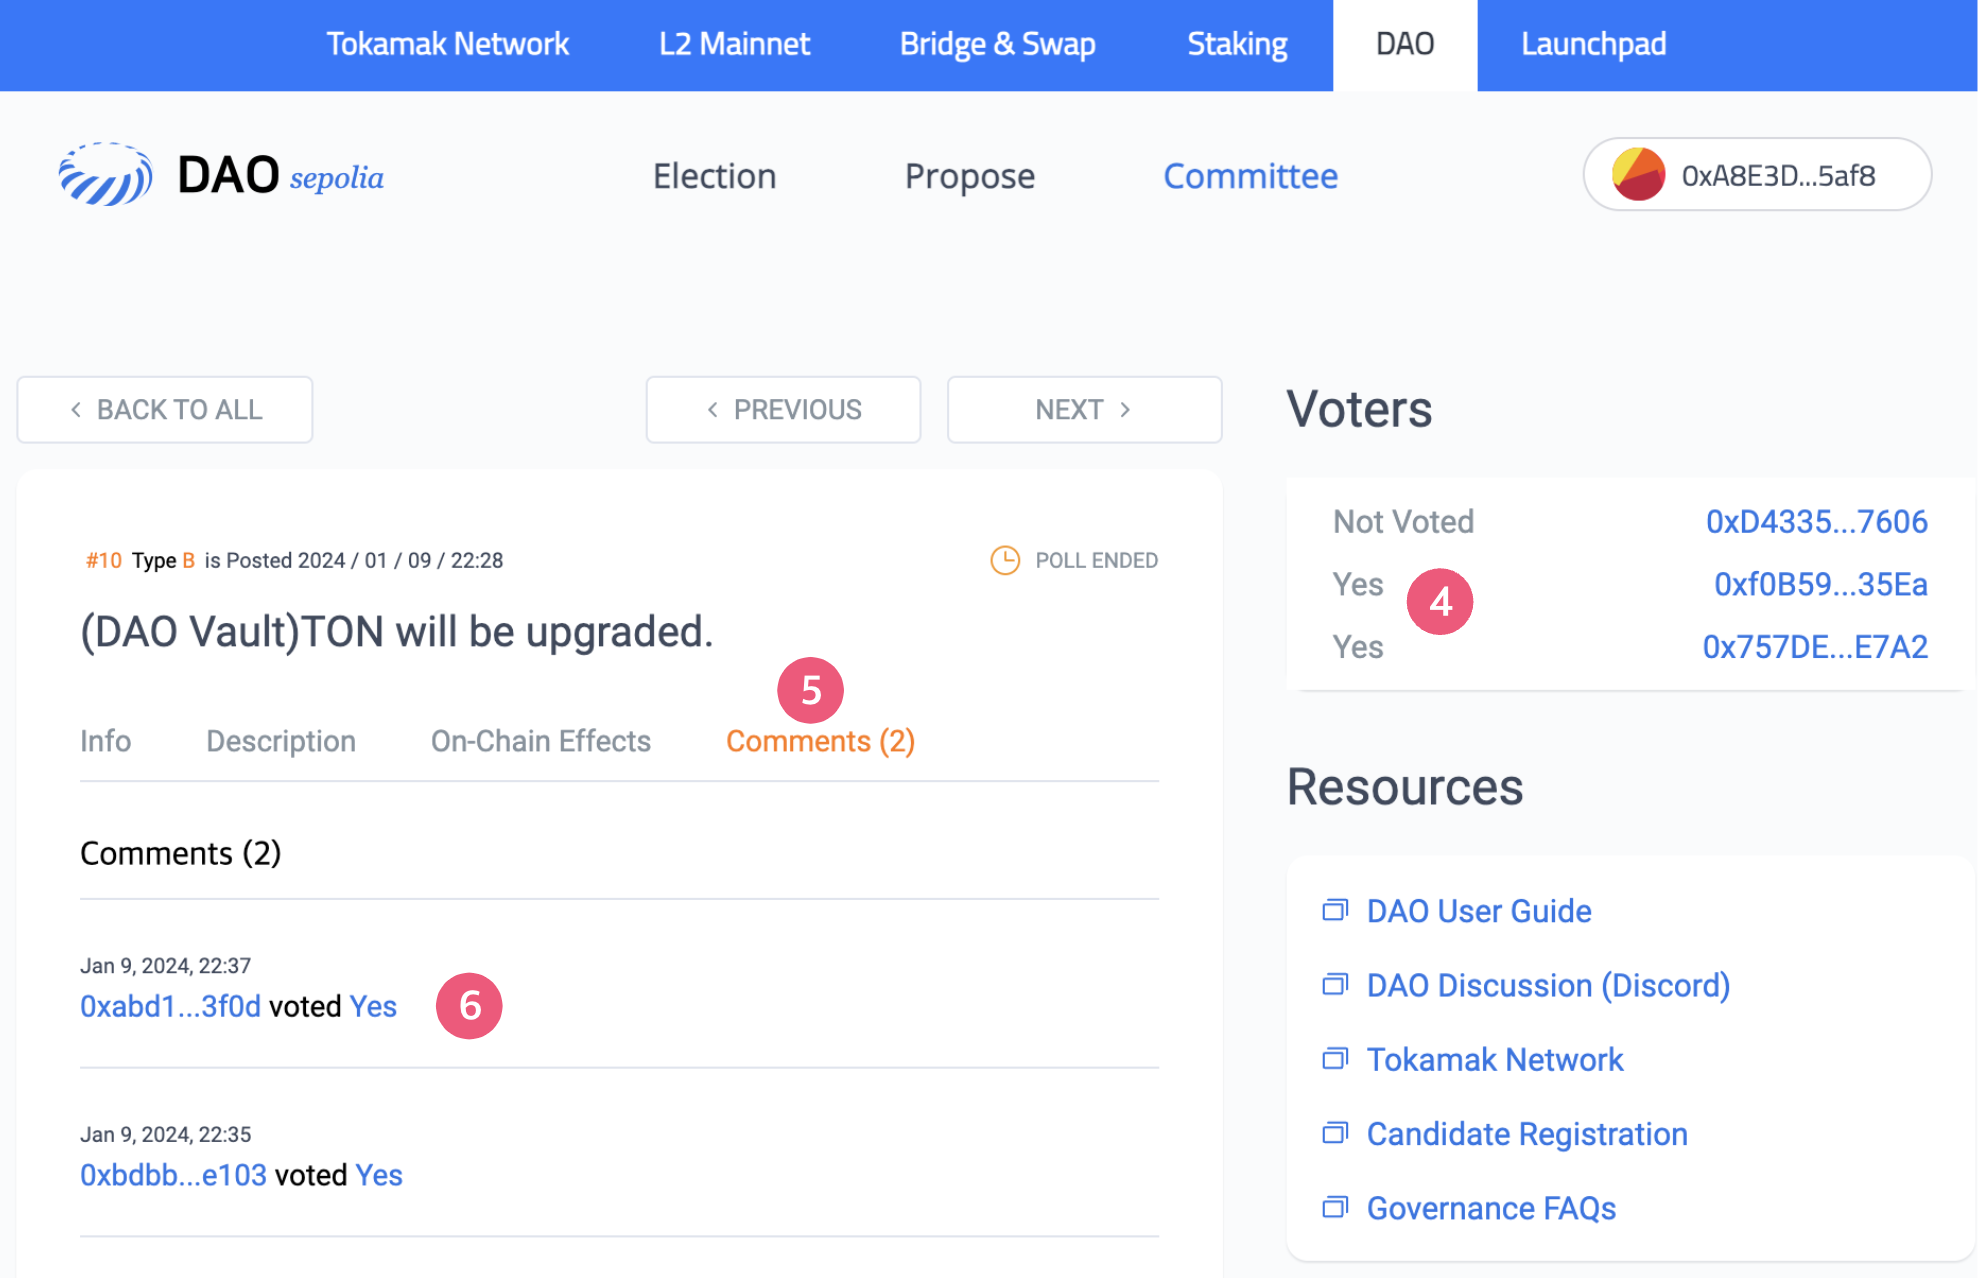 Tokamak Network L2 Mainnet Bridge & Swap Staking DAO Launchpad
DAO sepolia Election Propose Committee 0xA8E3D...5af8
< BACK TO ALL < PREVIOUS NEXT >
#10 Type B is Posted 2024 / 01 / 09 / 22:28 POLL ENDED
(DAO Vault)TON will be upgraded.
5
Info Description On-Chain Effects Comments (2)
Comments (2)
Jan 9, 2024, 22:37
0xabd1...3f0d voted Yes 6
Jan 9, 2024, 22:35
0xbdbb...e103 voted Yes
Voters
Not Voted 0xD4335...7606
Yes 0xf0B59...35Ea
4
Yes 0x757DE...E7A2
Resources
DAO User Guide
DAO Discussion (Discord)
Tokamak Network
Candidate Registration
Governance FAQs